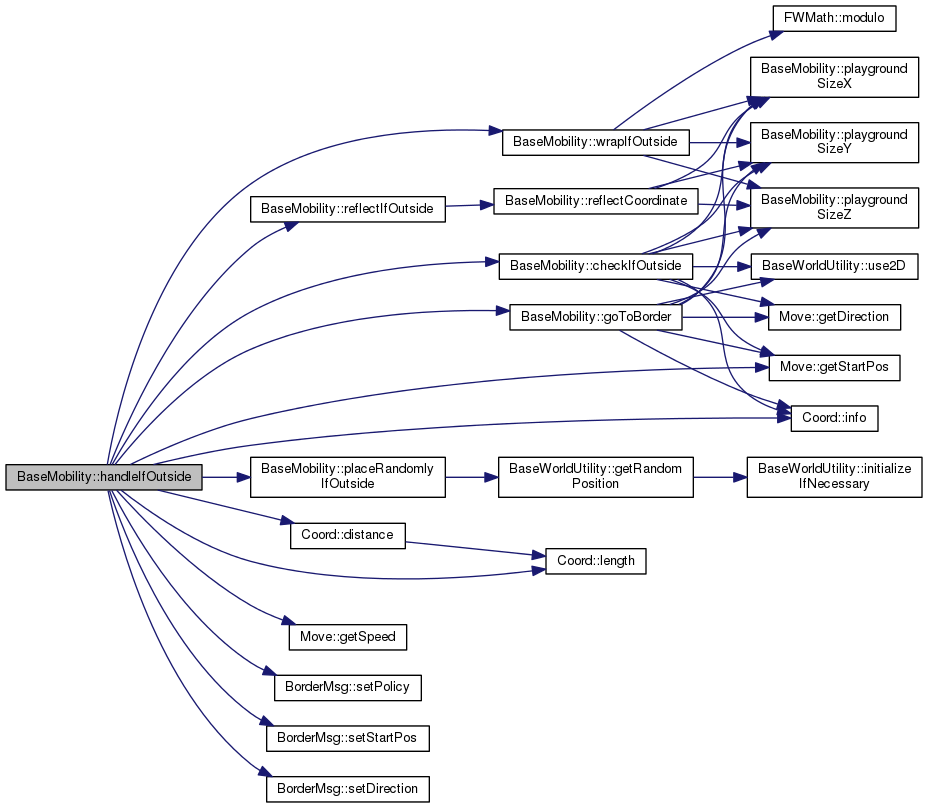 FWMath::modulo
BaseMobility::playground
SizeX
BaseMobility::wrapIfOutside
BaseMobility::playground
SizeY
BaseMobility::reflectIfOutside
BaseMobility::reflectCoordinate
BaseMobility::playground
SizeZ
BaseMobility::checkIfOutside
BaseWorldUtility::use2D
BaseMobility::goToBorder
Move::getDirection
Move::getStartPos
Coord::info
BaseMobility::handleIfOutside
BaseMobility::placeRandomly
IfOutside
BaseWorldUtility::getRandom
Position
BaseWorldUtility::initialize
IfNecessary
Coord::distance
Coord::length
Move::getSpeed
BorderMsg::setPolicy
BorderMsg::setStartPos
BorderMsg::setDirection